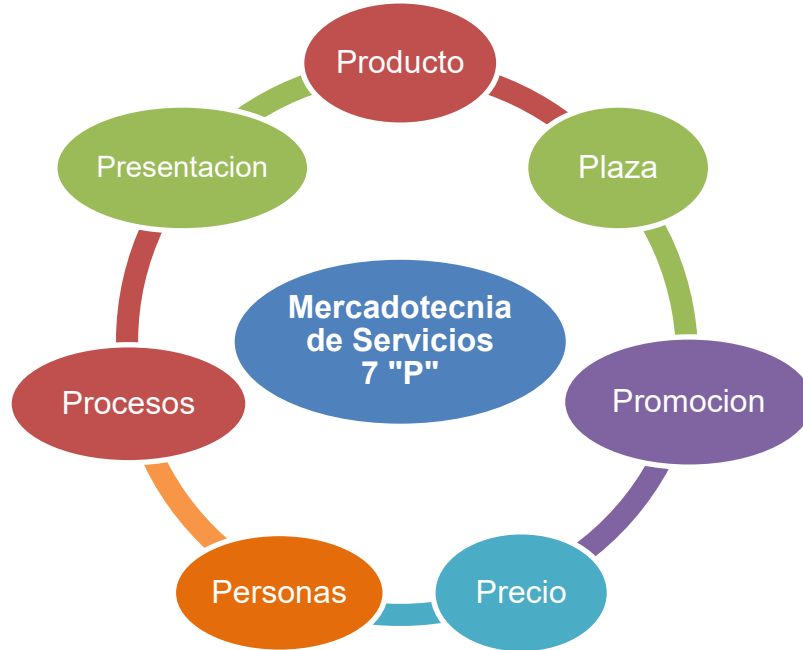 Producto
Plaza
Promocion
Precio
Personas
Procesos
Presentacion
Mercadotecnia
de Servicios
7 "P"